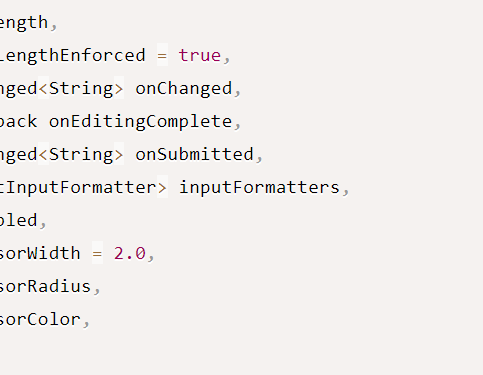 ength,
LengthEnforced = true,
nged<String> onChanged,
back onEditingComplete,
nged<String> onSubmitted,
tInputFormatter> inputFormatters,
bled,
sorWidth = 2.0,
sorRadius,
sorColor,